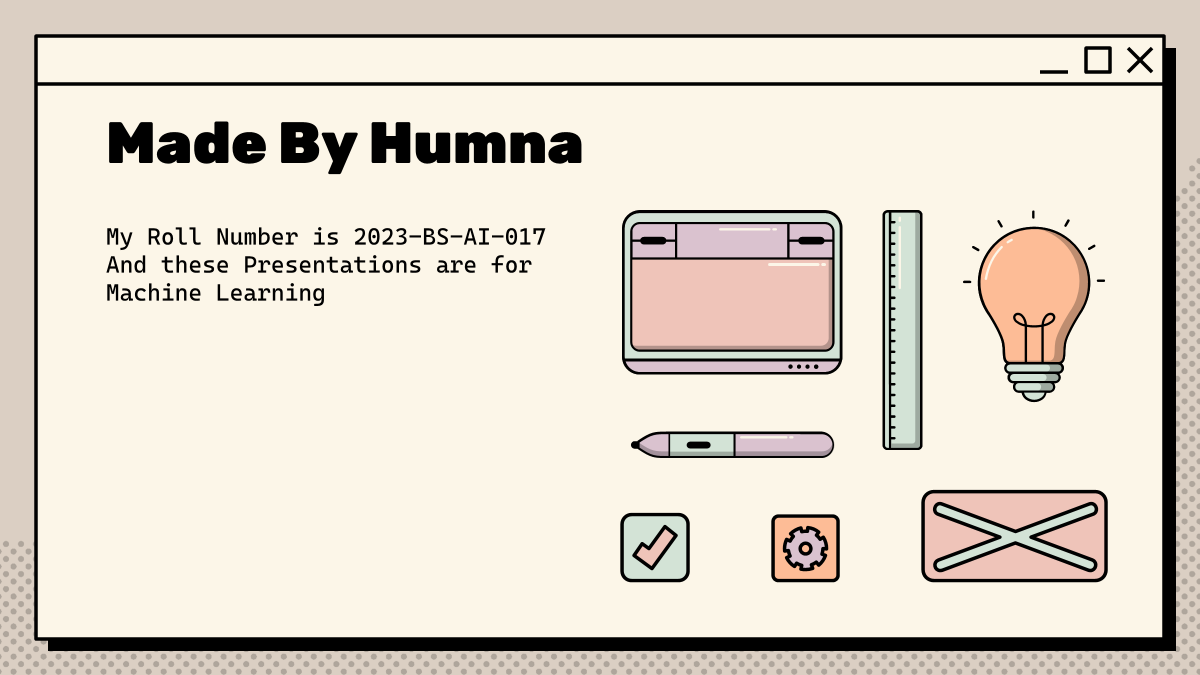 Made By Humna
My Roll Number is 2023-BS-AI-017
And these Presentations are for
Machine Learning